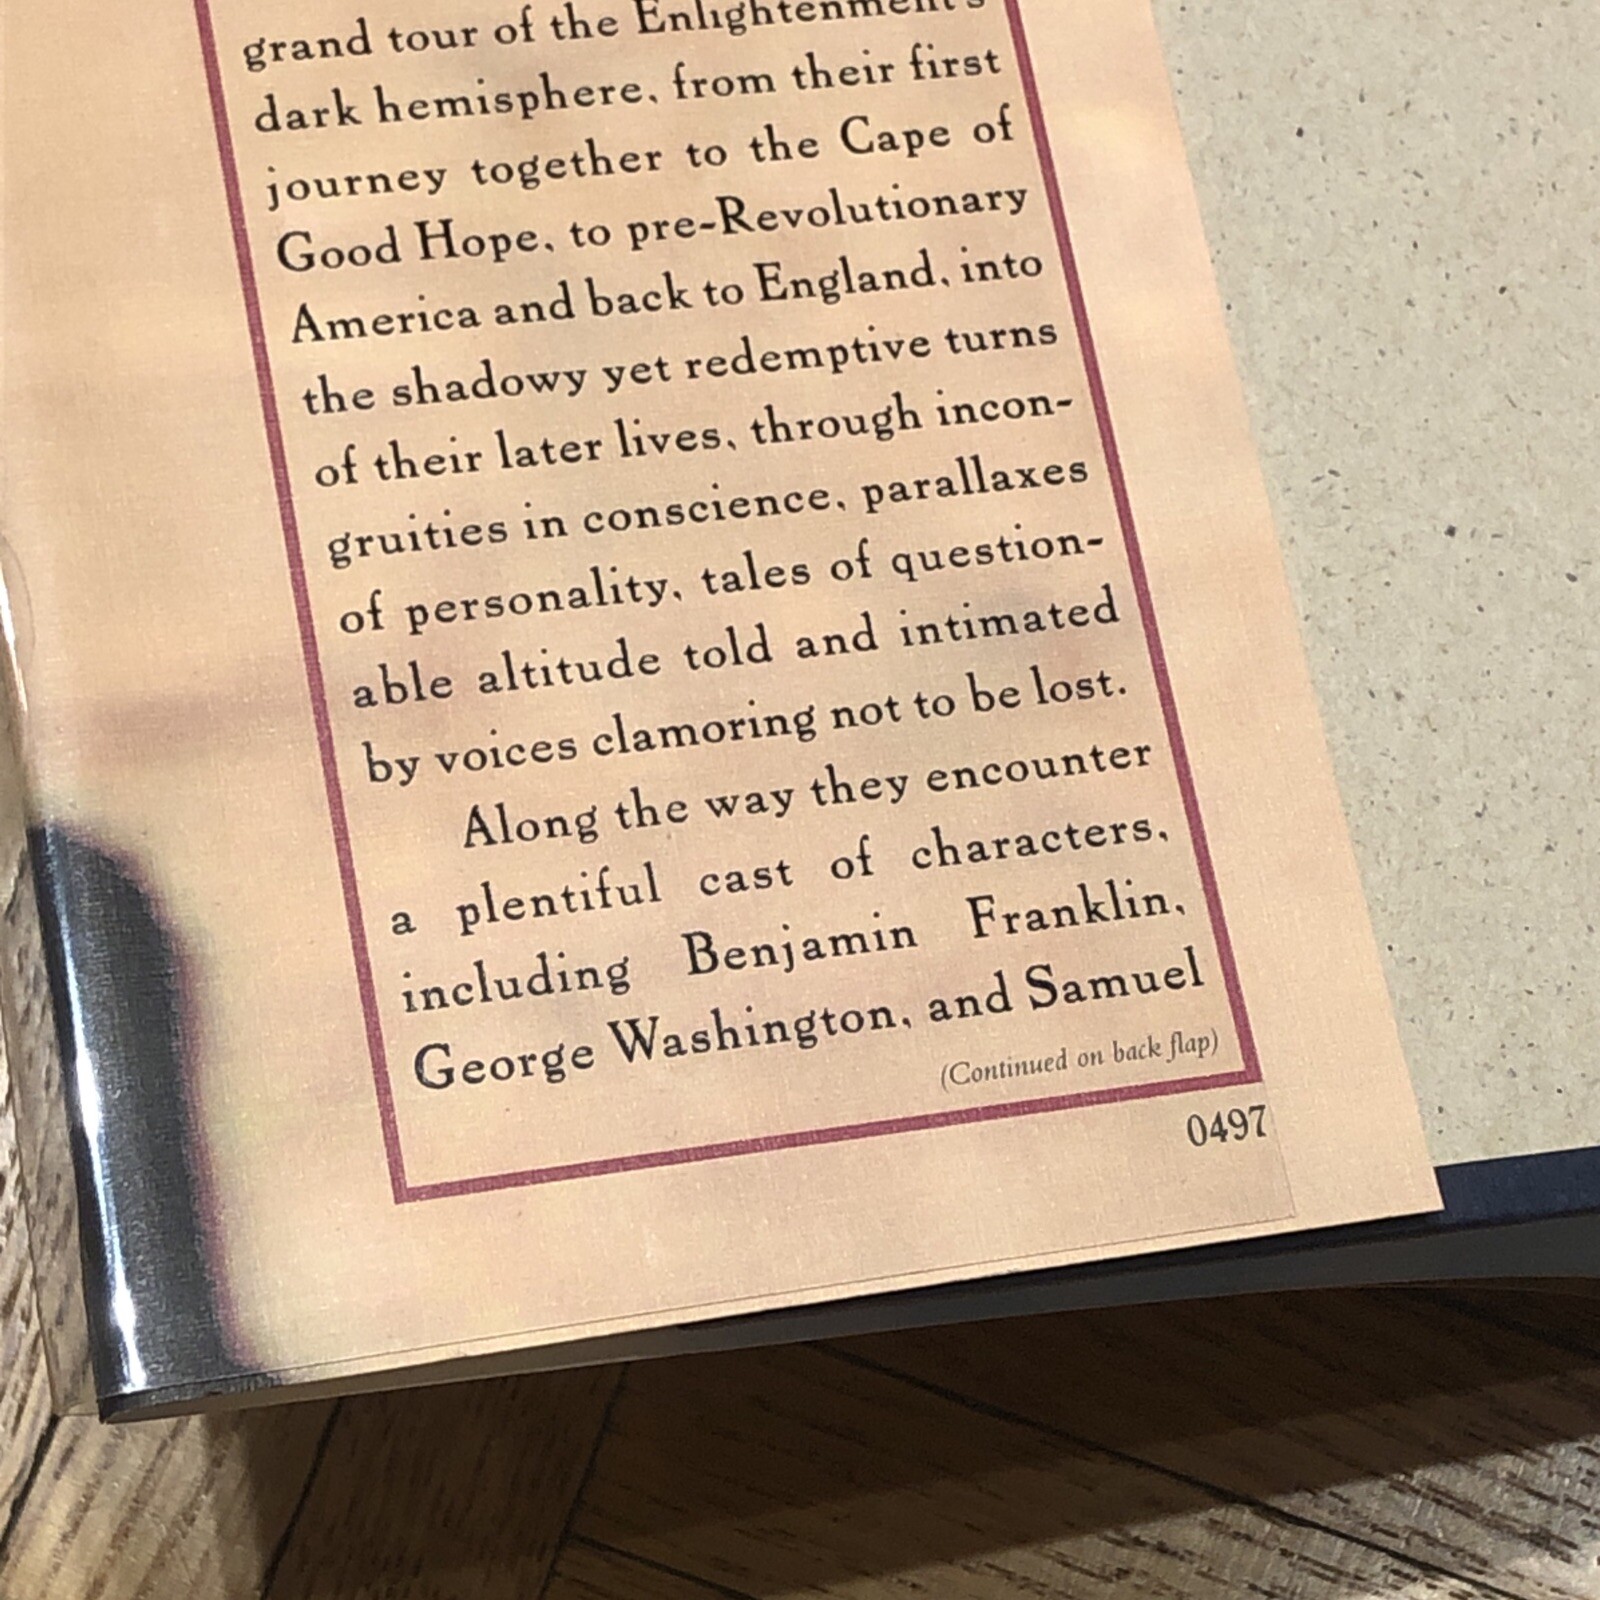 grand tour of the Enlightenment's
dark hemisphere, from their first
journey together to the Cape of
Good Hope, to pre-Revolutionary
America and back to England, into
the shadowy yet redemptive turns
of their later lives, through incon-
gruities in conscience, parallaxes
of personality, tales of question-
able altitude told and intimated
by voices clamoring not to be lost.
Along the way they encounter
a plentiful cast of characters,
including Benjamin Franklin,
George Washington, and Samuel
(Continued on back flap)
0497